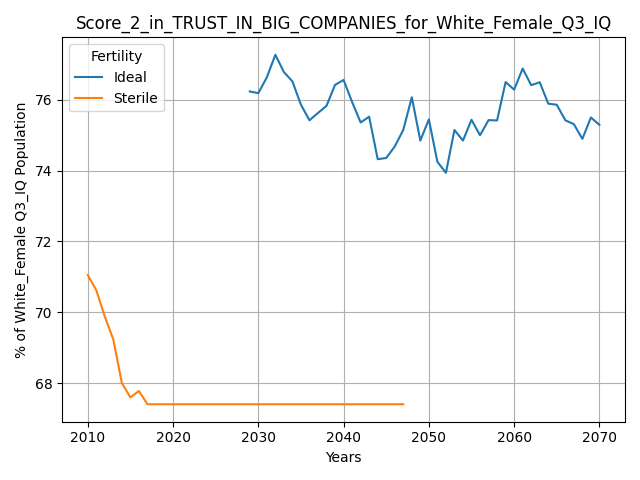 Score_2_in_TRUST_IN_BIG_COMPANIES_for_White_Female_Q3_IQ
Fertility
Ideal
Sterile
% of White_Female Q3_IQ Population
76
74
72
70
68
2010 2020 2030 2040 2050 2060 2070
Years